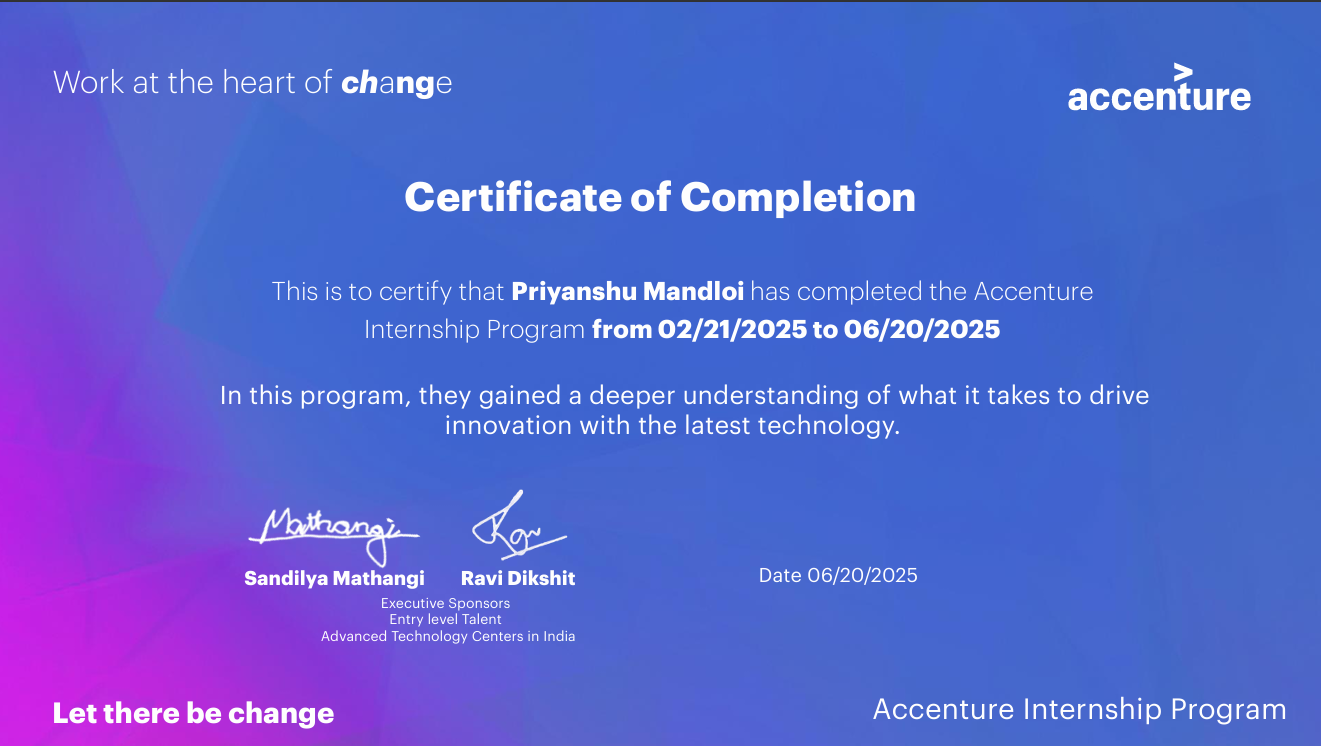 Work at the heart of change
>
accenture
Certificate of Completion
This is to certify that Priyanshu Mandloi has completed the Accenture
Internship Program from 02/21/2025 to 06/20/2025
In this program, they gained a deeper understanding of what it takes to drive
innovation with the latest technology.
Mathangi
Sandilya Mathangi
Ravi Dikshit
Date 06/20/2025
Executive Sponsors
Entry level Talent
Advanced Technology Centers in India
Let there be change
Accenture Internship Program